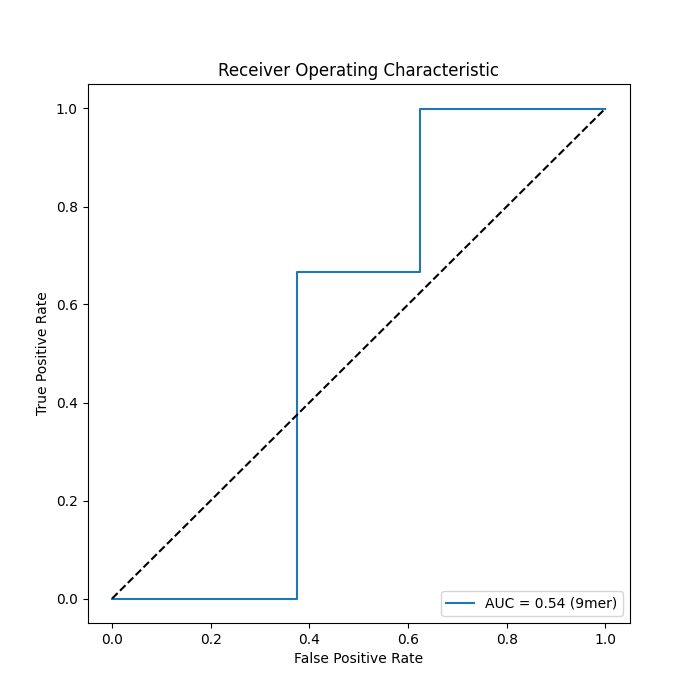 Receiver Operating Characteristic
True Positive Rate
1.0
0.8
0.6
0.4
0.2
0.0
AUC = 0.54 (9mer)
0.0 0.2 0.4 0.6 0.8 1.0
False Positive Rate